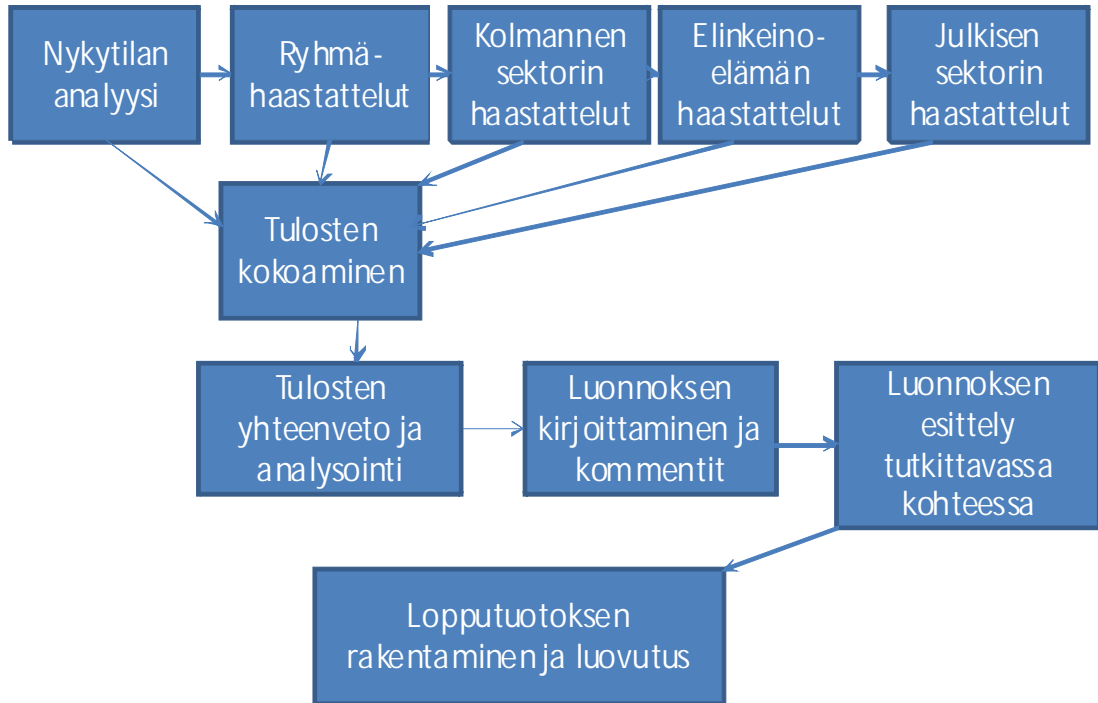 Nykytilan
analyysi
Ryhmä-
haastattelut
Kolmannen
sektorin
haastattelut
Elinkeino-
elämän
haastattelut
Julkisen
sektorin
haastattelut
Tulosten
kokoaminen
Tulosten
yhteenveto ja
analysointi
Luonnoksen
kirjoittaminen ja
kommentit
Luonnoksen
esittely
tutkittavassa
kohteessa
Lopputuotoksen
rakentaminen ja luovutus